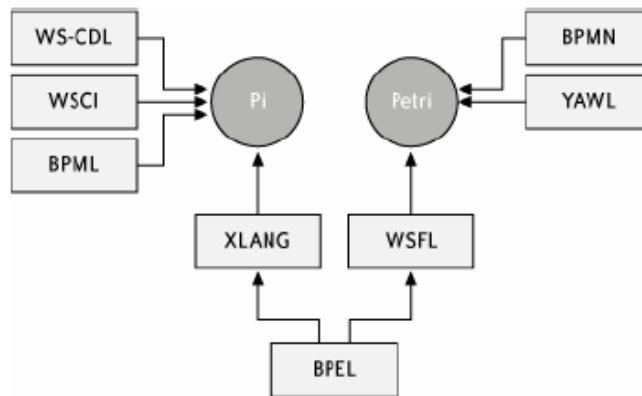 WS-CDL
BPMN
Pi
Petri
WSCI
YAWL
BPML
XLANG
WSFL
BPEL